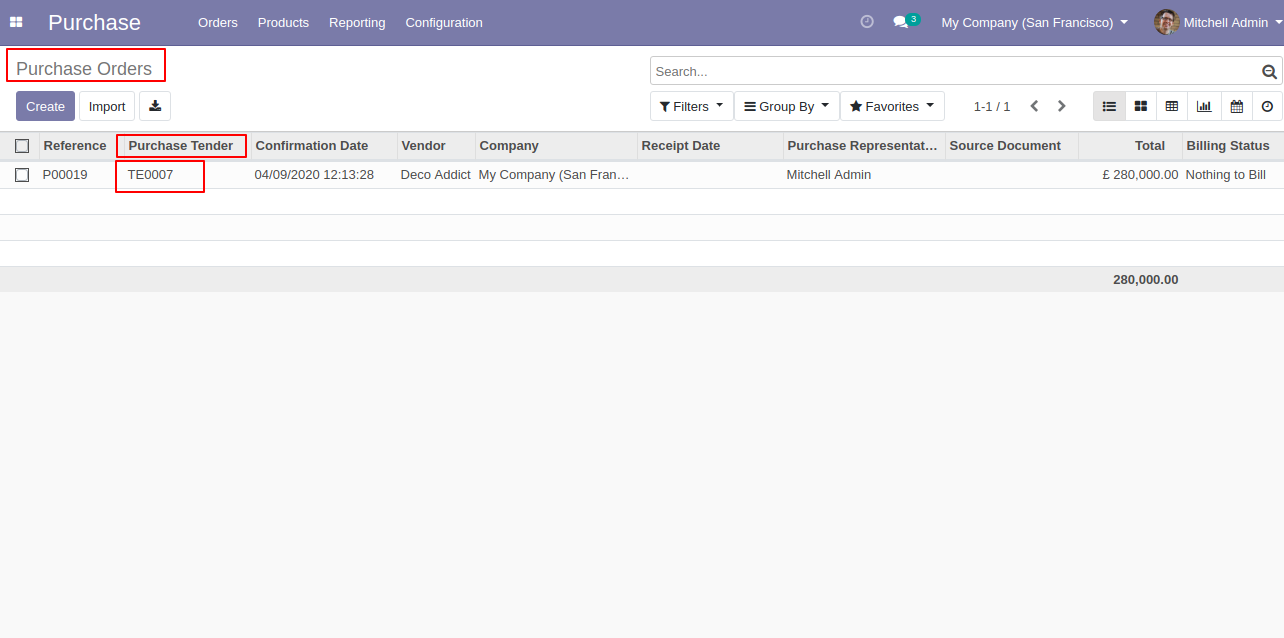 Purchase Orders Products Reporting Configuration 3 My Company (San Francisco) Mitchell Admin
Purchase Orders
Search...
Create Import Filters Group By Favorites 1-1 / 1
Reference Purchase Tender Confirmation Date Vendor Company Receipt Date Purchase Representat... Source Document Total Billing Status
P00019 TE0007 04/09/2020 12:13:28 Deco Addict My Company (San Fran... Mitchell Admin £ 280,000.00 Nothing to Bill
280,000.00